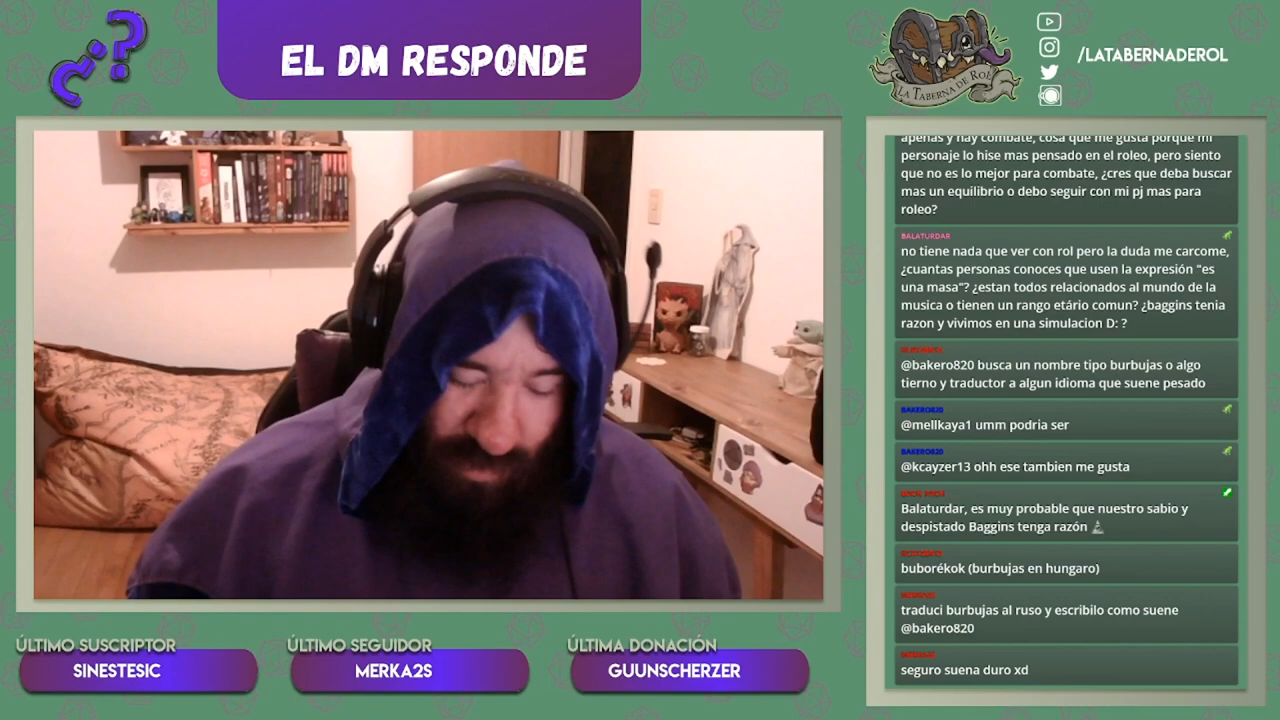 EL DM RESPONDE
LA TABERNA DE ROL
/LATABERNADEROL
apenas y hay combate, cosa que me gusta porque mi
personaje lo hise mas pensado en el roleo, pero siento
que no es lo mejor para combate, ¿cres que deba buscar
mas un equilibrio o debo seguir con mi pj mas para
roleo?
BALATURDAR
no tiene nada que ver con rol pero la duda me carcome,
¿cuantas personas conoces que usen la expresión "es
una masa"? ¿estan todos relacionados al mundo de la
musica o tienen un rango etário comun? ¿baggins tenia
razon y vivimos en una simulacion D: ?
@bakero820 busca un nombre tipo burbujas o algo
tierno y traductor a algun idioma que suene pesado
BAKERO820
@mellkaya1 umm podria ser
BAKERO820
@kcayzer13 ohh ese tambien me gusta
Balaturdar, es muy probable que nuestro sabio y
despistado Baggins tenga razón
buborékok (burbujas en hungaro)
traduci burbujas al ruso y escribilo como suene
@bakero820
seguro suena duro xd
ÚLTIMO SUSCRIPTOR
SINESTESIC
ÚLTIMO SEGUIDOR
MERKA2S
ÚLTIMA DONACIÓN
GUUNSCHERZER